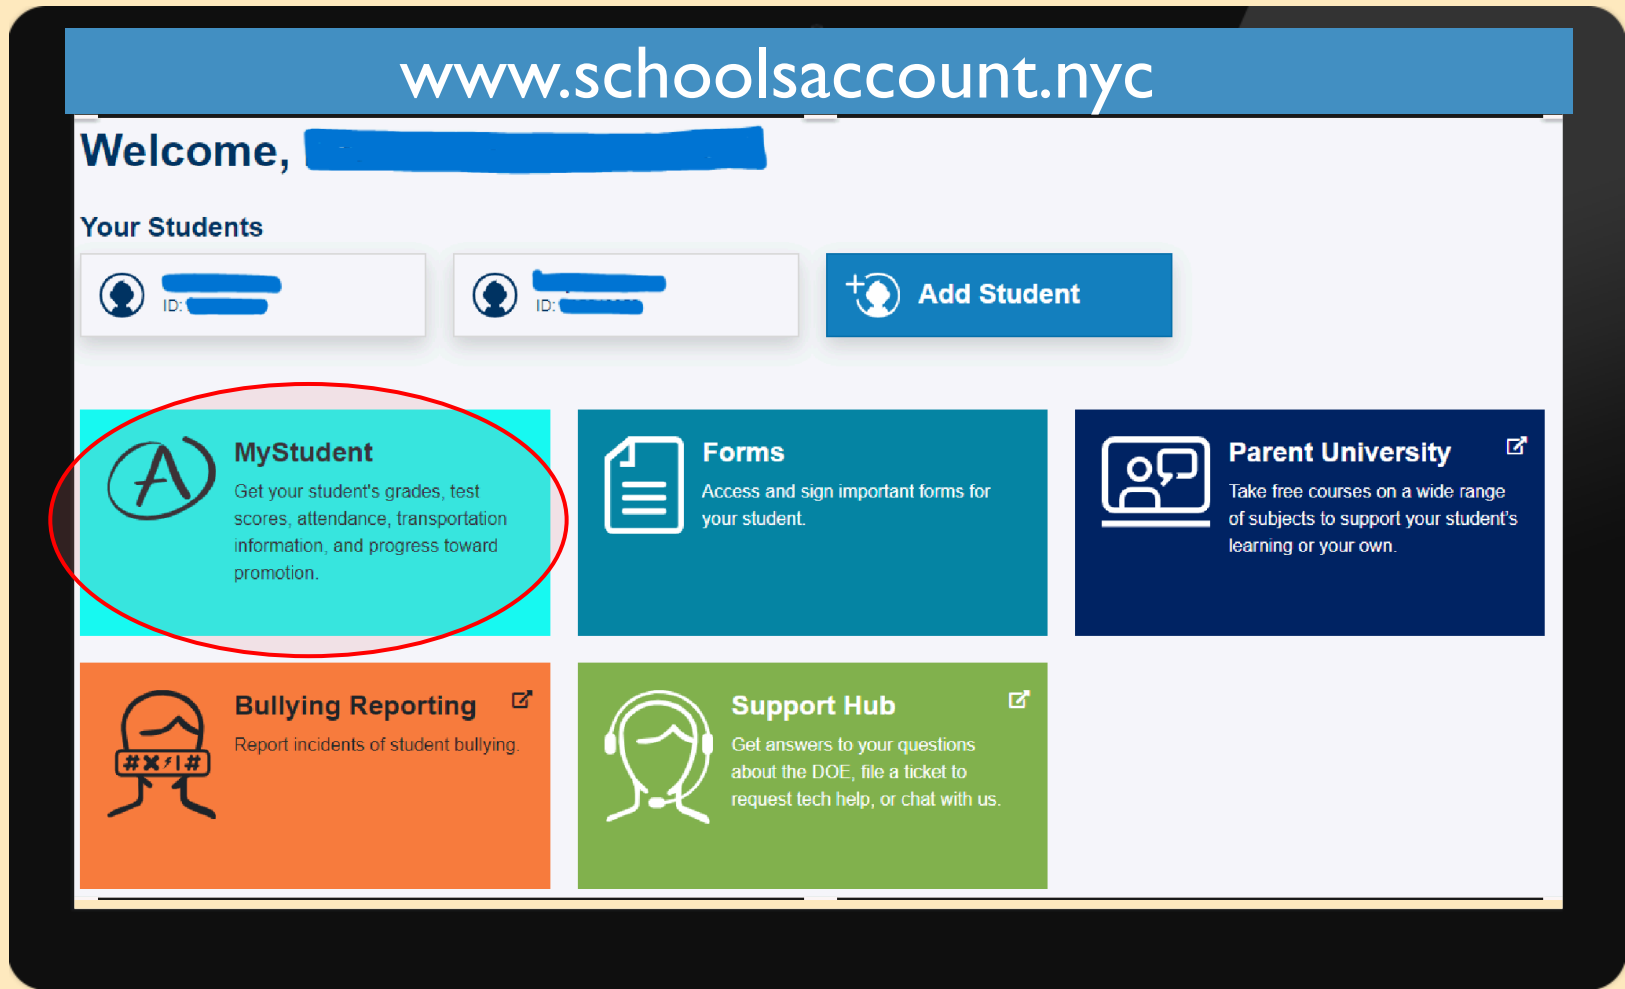 www.schoolsaccount.nyc
Welcome,
Your Students
ID:
ID:
Add Student
MyStudent
Get your student's grades, test
scores, attendance, transportation
information, and progress toward
promotion.
Forms
Access and sign important forms for
your student.
Parent University
Take free courses on a wide range
of subjects to support your student's
learning or your own.
Bullying Reporting
Report incidents of student bullying.
Support Hub
Get answers to your questions
about the DOE, file a ticket to
request tech help, or chat with us.